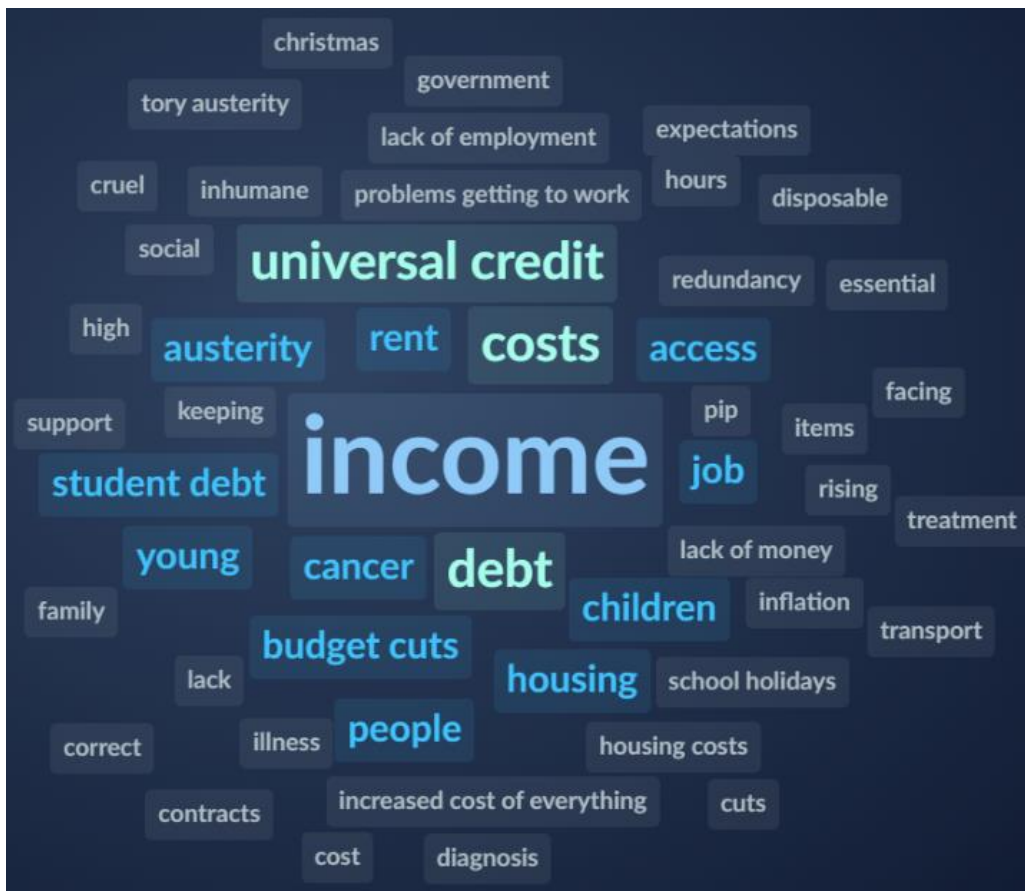 christmas
government
tory austerity
lack of employment
expectations
cruel
inhumane
problems getting to work
hours
disposable
social
universal credit
redundancy
essential
high
austerity
rent
costs
access
support
keeping
income
pip
items
facing
student debt
job
rising
treatment
young
cancer
debt
lack of money
family
children
inflation
transport
budget cuts
lack
housing
school holidays
correct
illness
people
housing costs
contracts
increased cost of everything
cuts
cost
diagnosis